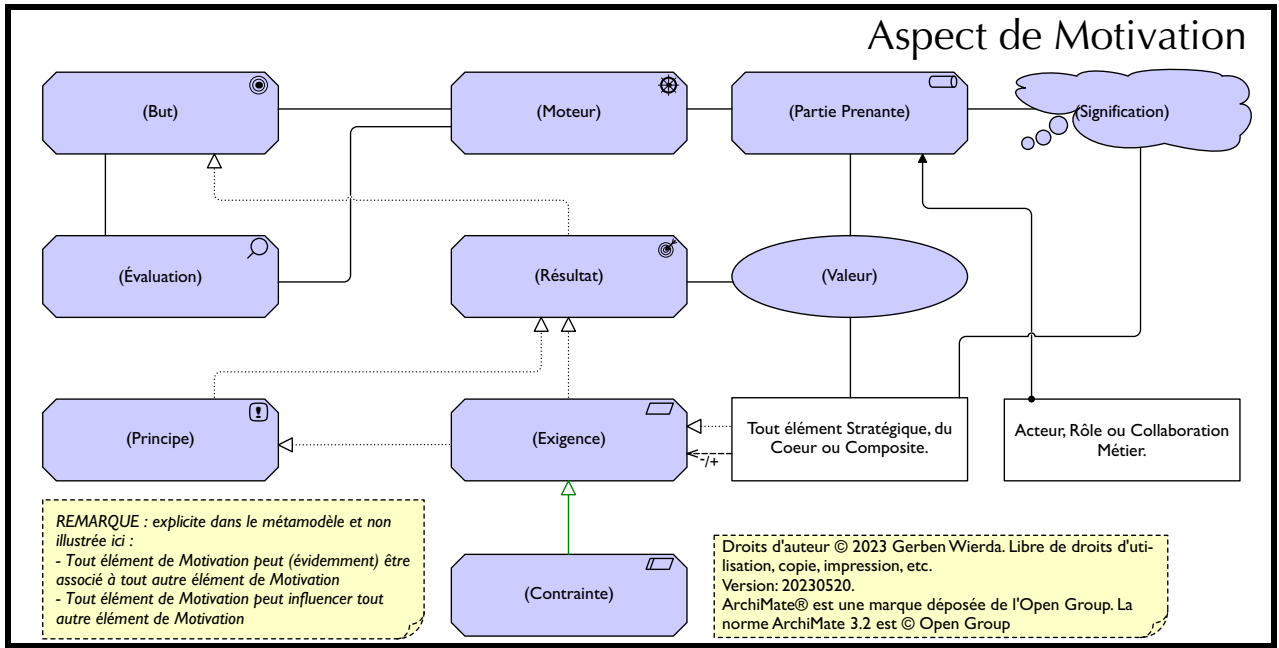 Aspect de Motivation
(But)
(Moteur)
(Partie Prenante)
(Signification)
(Évaluation)
(Résultat)
(Valeur)
(Principe)
(Exigence)
-/+
Tout élément Stratégique, du
Coeur ou Composite.
Acteur, Rôle ou Collaboration
Métier.
REMARQUE : explicite dans le métamodèle et non
illustrée ici :
- Tout élément de Motivation peut (évidemment) être
associé à tout autre élément de Motivation
- Tout élément de Motivation peut influencer tout
autre élément de Motivation
(Contrainte)
Droits d'auteur © 2023 Gerben Wierda. Libre de droits d'uti-
lisation, copie, impression, etc.
Version: 20230520.
ArchiMate® est une marque déposée de l'Open Group. La
norme ArchiMate 3.2 est © Open Group